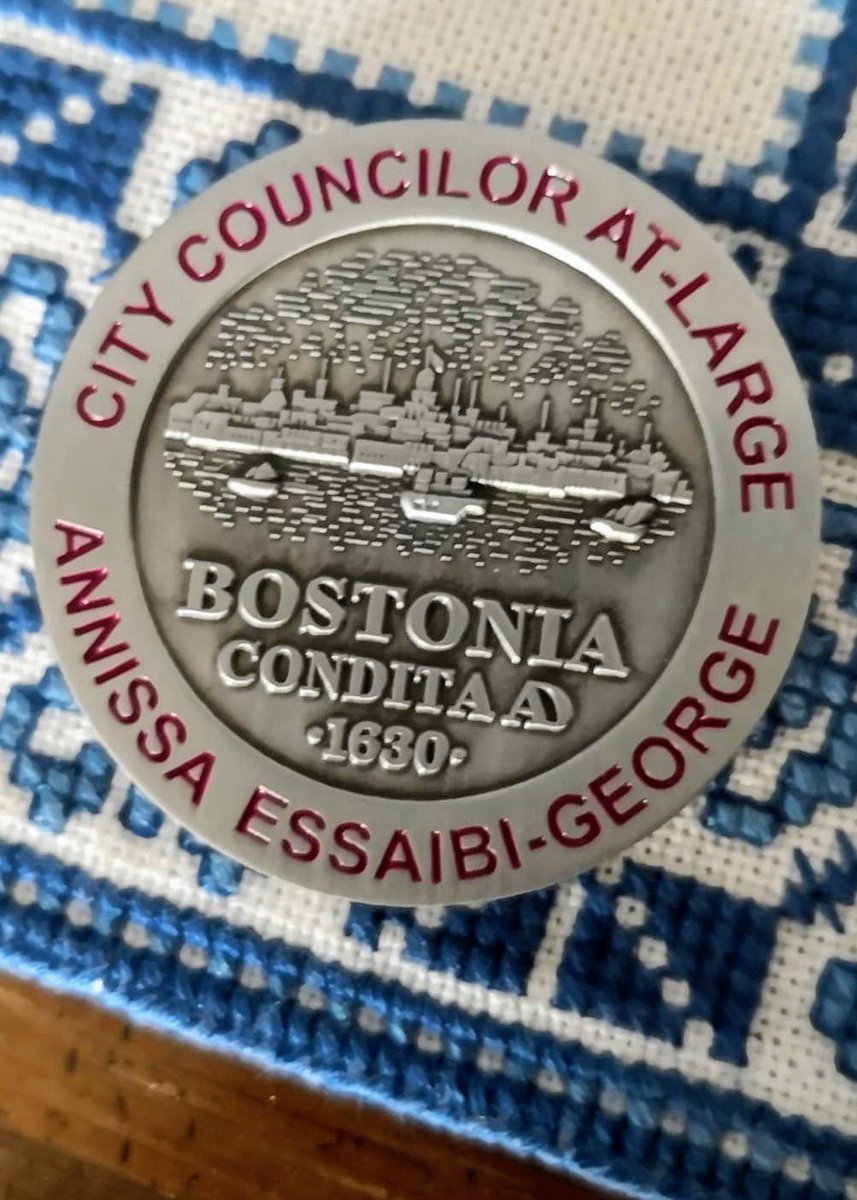 CITY COUNCILOR AT-LARGE
BOSTONIA
CONDITA AD
·1630·
ANNISSA ESSAIBI-GEORGE